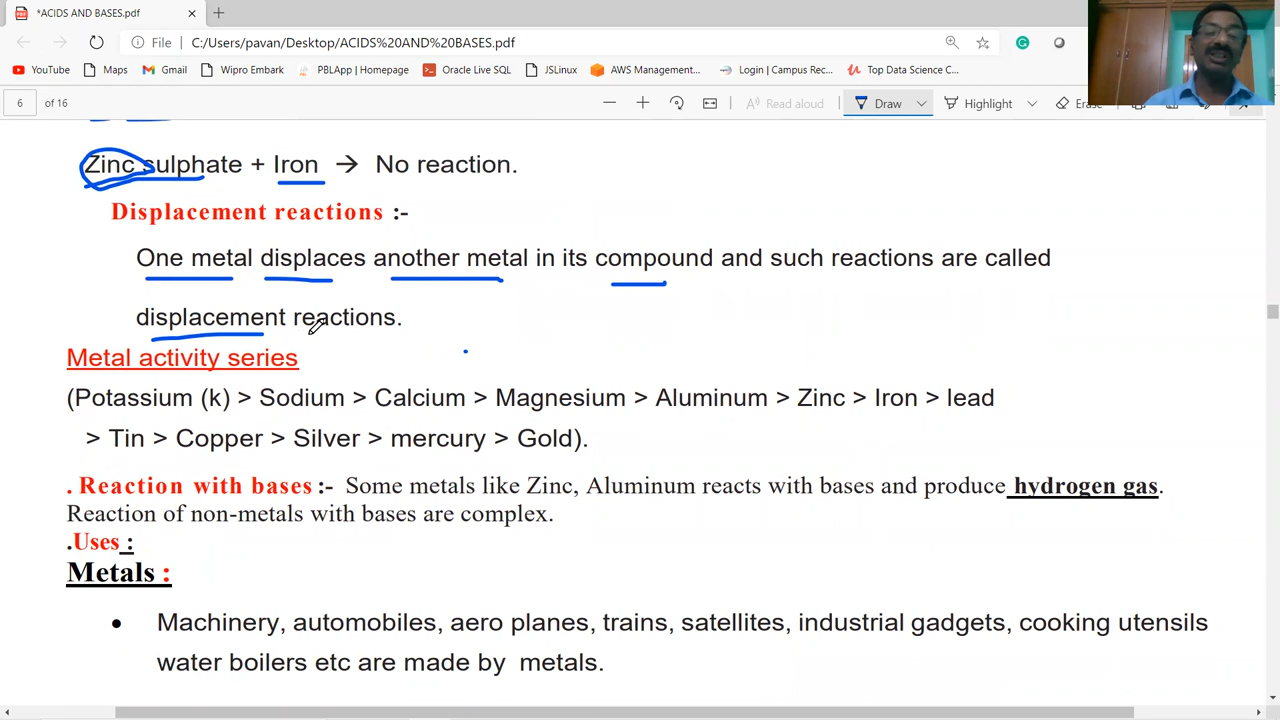 *ACIDS AND BASES.pdf
File C:/Users/pavan/Desktop/ACIDS%20AND%20BASES.pdf
YouTube Maps Gmail Wipro Embark PBLApp | Homepage Oracle Live SQL JSLinux AWS Management... Login | Campus Rec... Top Data Science C...
6 of 16 Read aloud Draw Highlight Erase
Zinc sulphate + Iron → No reaction.
Displacement reactions :-
One metal displaces another metal in its compound and such reactions are called
displacement reactions.
Metal activity series
(Potassium (k) > Sodium > Calcium > Magnesium > Aluminum > Zinc > Iron > lead
> Tin > Copper > Silver > mercury > Gold).
. Reaction with bases :- Some metals like Zinc, Aluminum reacts with bases and produce hydrogen gas.
Reaction of non-metals with bases are complex.
.Uses :
Metals :
• Machinery, automobiles, aero planes, trains, satellites, industrial gadgets, cooking utensils
water boilers etc are made by metals.